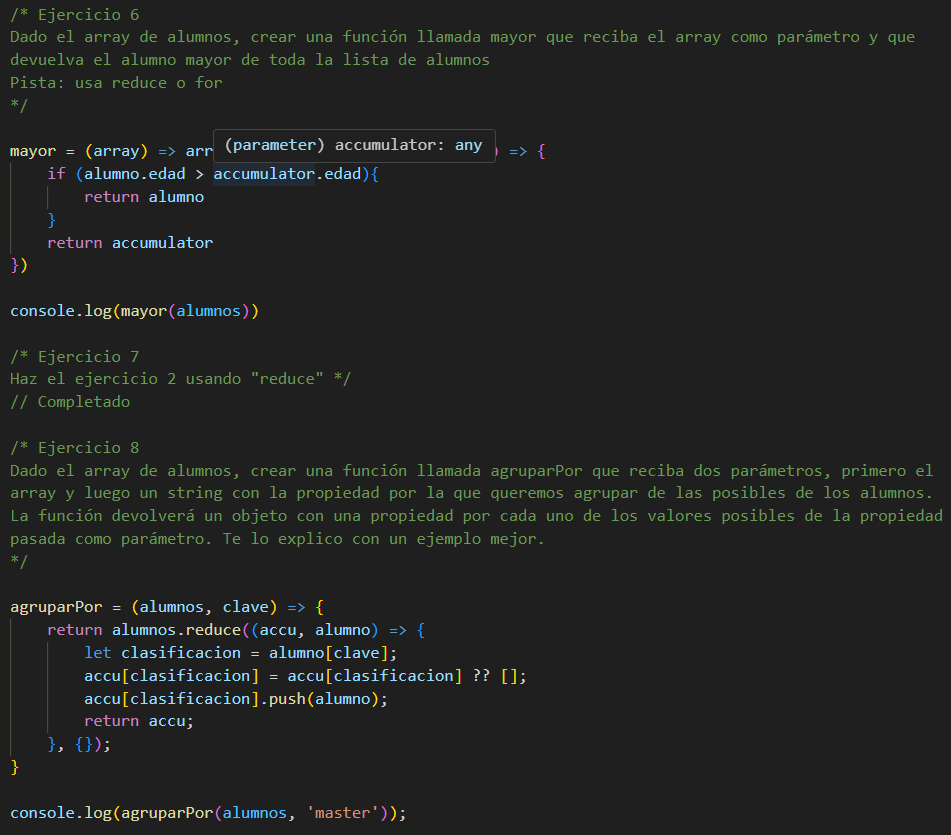 /* Ejercicio 6
Dado el array de alumnos, crear una función llamada mayor que reciba el array como parámetro y que
devuelva el alumno mayor de toda la lista de alumnos
Pista: usa reduce o for
*/
(parameter) accumulator: any
mayor = (array) => arr ) => {
if (alumno.edad > accumulator.edad){
return alumno
}
return accumulator
})
console.log(mayor(alumnos))
/* Ejercicio 7
Haz el ejercicio 2 usando "reduce" */
// Completado
/* Ejercicio 8
Dado el array de alumnos, crear una función llamada agruparPor que reciba dos parámetros, primero el
array y luego un string con la propiedad por la que queremos agrupar de las posibles de los alumnos.
La función devolverá un objeto con una propiedad por cada uno de los valores posibles de la propiedad
pasada como parámetro. Te lo explico con un ejemplo mejor.
*/
agruparPor = (alumnos, clave) => {
return alumnos.reduce((accu, alumno) => {
let clasificacion = alumno[clave];
accu[clasificacion] = accu[clasificacion] ?? [];
accu[clasificacion].push(alumno);
return accu;
}, {});
}
console.log(agruparPor(alumnos, 'master'));